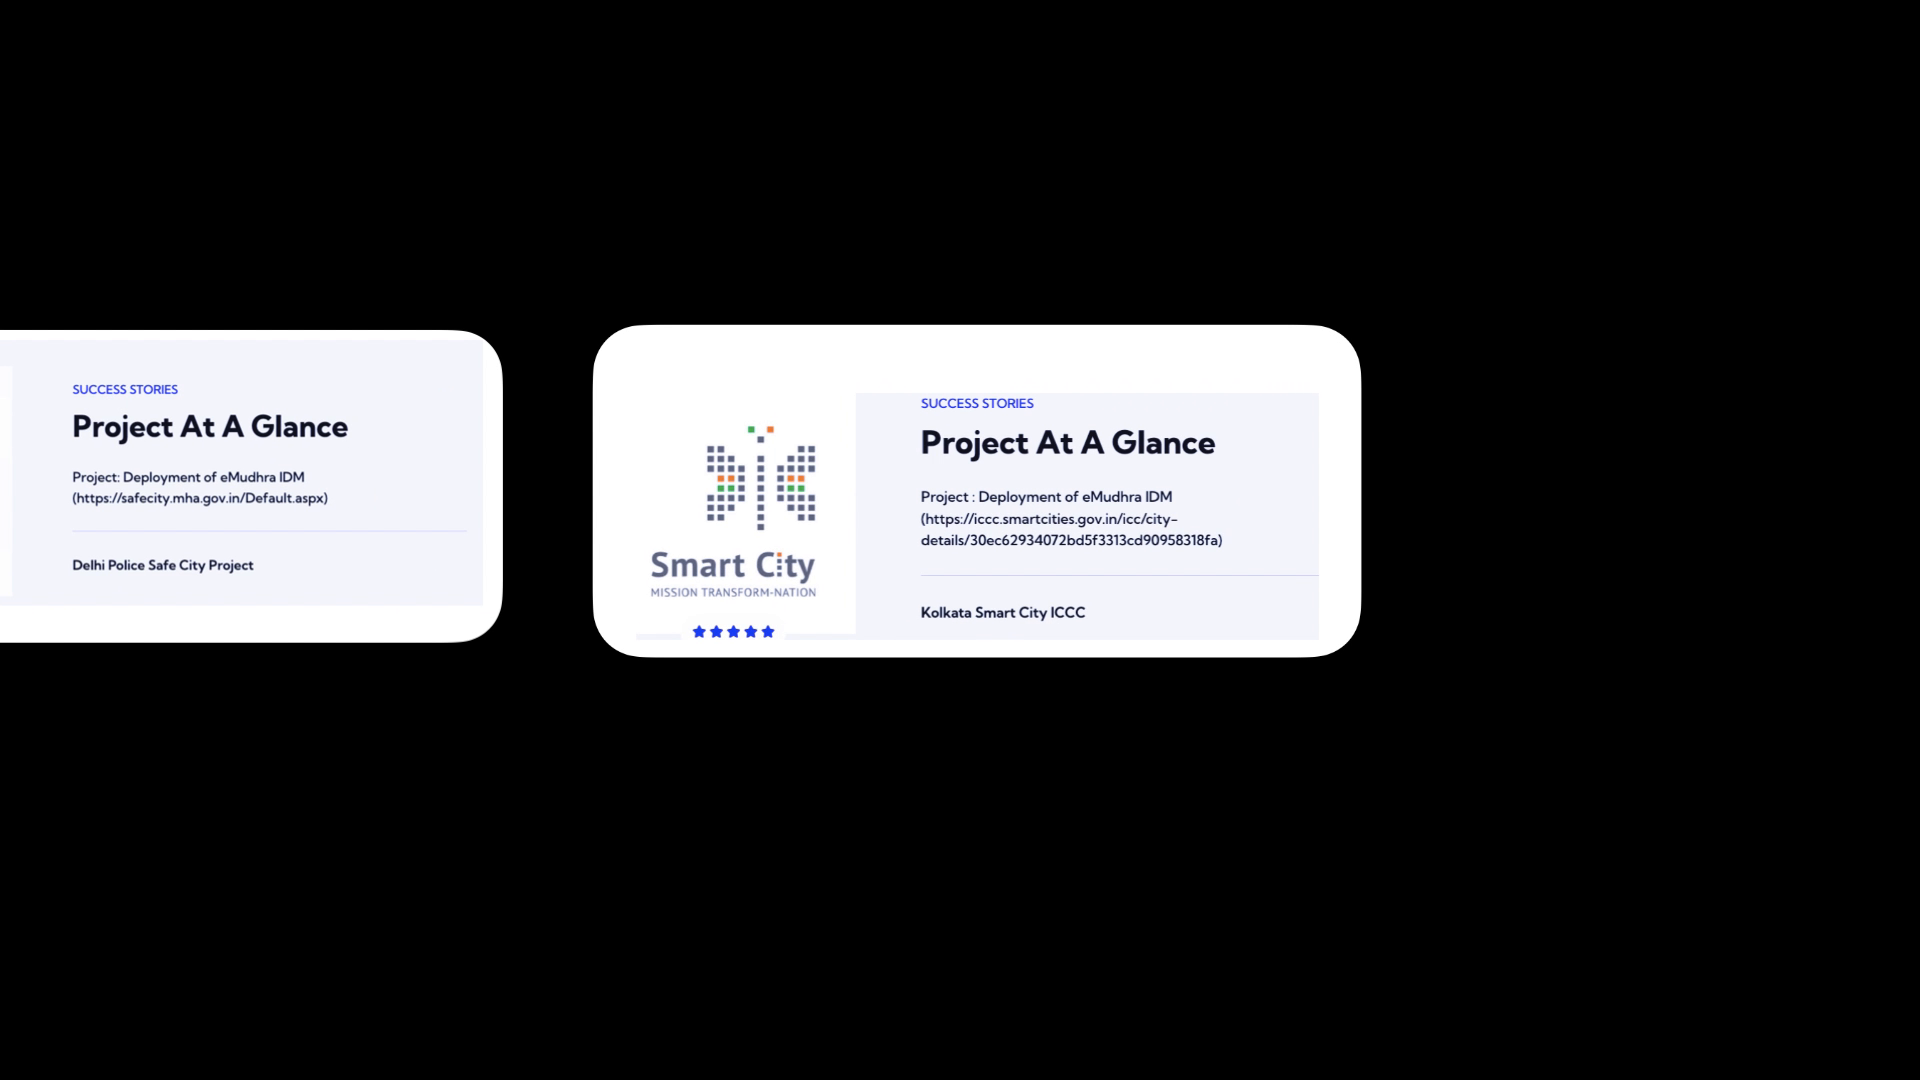 SUCCESS STORIES
Project At A Glance
Project: Deployment of eMudhra IDM
(https://safecity.mha.gov.in/Default.aspx)
Delhi Police Safe City Project
Smart City
MISSION TRANSFORM-NATION
SUCCESS STORIES
Project At A Glance
Project : Deployment of eMudhra IDM
(https://iccc.smartcities.gov.in/icc/city-
details/30ec62934072bd5f3313cd90958318fa)
Kolkata Smart City ICCC